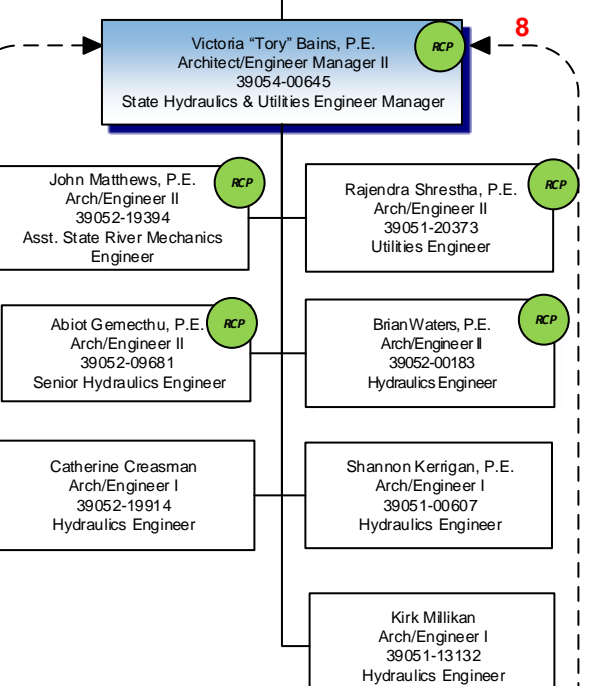 8
Victoria “Tory” Bains, P.E.
Architect/Engineer Manager II
39054-00645
State Hydraulics & Utilities Engineer Manager
RCP
John Matthews, P.E.
Arch/Engineer II
39052-19394
Asst. State River Mechanics
Engineer
RCP
Rajendra Shrestha, P.E.
Arch/Engineer II
39051-20373
Utilities Engineer
RCP
Abiot Gemecthu, P.E.
Arch/Engineer II
39052-09681
Senior Hydraulics Engineer
RCP
Brian Waters, P.E.
Arch/Engineer II
39052-00183
Hydraulics Engineer
RCP
Catherine Creasman
Arch/Engineer I
39052-19914
Hydraulics Engineer
Shannon Kerrigan, P.E.
Arch/Engineer I
39051-00607
Hydraulics Engineer
Kirk Millikan
Arch/Engineer I
39051-13132
Hydraulics Engineer